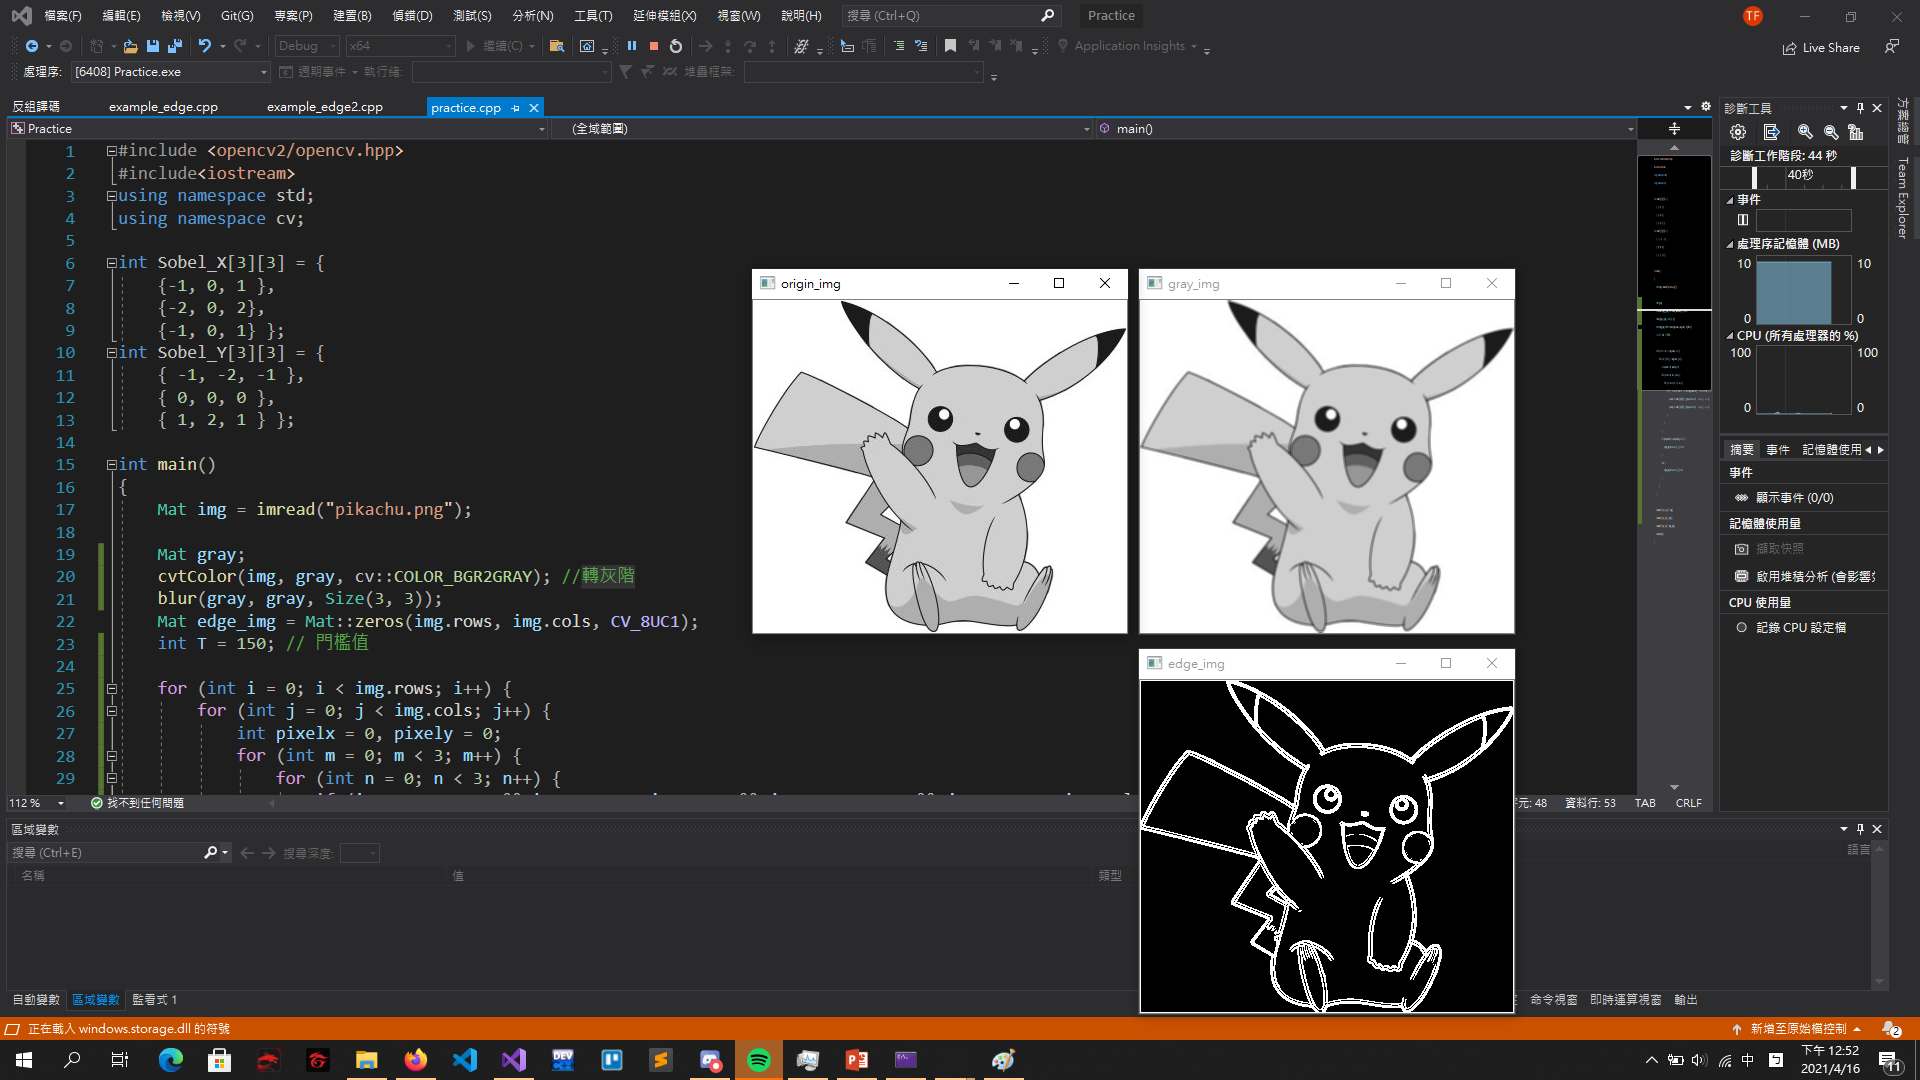 檔案(F) 編輯(E) 檢視(V) Git(G) 專案(P) 建置(B) 偵錯(D) 測試(S) 分析(N) 工具(T) 延伸模組(X) 視窗(W) 說明(H) 搜尋 (Ctrl+Q) Practice TF
Debug x64 繼續(C) Application Insights Live Share
處理序: [6408] Practice.exe 週期事件 執行緒: 堆疊框架:
反組譯碼 example_edge.cpp example_edge2.cpp practice.cpp
Practice (全域範圍) main()
1 #include <opencv2/opencv.hpp>
2 #include<iostream>
3 using namespace std;
4 using namespace cv;
5
6 int Sobel_X[3][3] = {
7 {-1, 0, 1 },
8 {-2, 0, 2},
9 {-1, 0, 1} };
10 int Sobel_Y[3][3] = {
11 { -1, -2, -1 },
12 { 0, 0, 0 },
13 { 1, 2, 1 } };
14
15 int main()
16 {
17 Mat img = imread("pikachu.png");
18
19 Mat gray;
20 cvtColor(img, gray, cv::COLOR_BGR2GRAY); //轉灰階
21 blur(gray, gray, Size(3, 3));
22 Mat edge_img = Mat::zeros(img.rows, img.cols, CV_8UC1);
23 int T = 150; // 門檻值
24
25 for (int i = 0; i < img.rows; i++) {
26 for (int j = 0; j < img.cols; j++) {
27 int pixelx = 0, pixely = 0;
28 for (int m = 0; m < 3; m++) {
29 for (int n = 0; n < 3; n++) {
origin_img
gray_img
edge_img
112 % 找不到任何問題 字元: 48 資料行: 53 TAB CRLF
診斷工具
診斷工作階段: 44 秒
40秒
事件
處理序記憶體 (MB)
10 10
0 0
CPU (所有處理器的 %)
100 100
0 0
摘要 事件 記憶體使用
事件
顯示事件 (0/0)
記憶體使用量
擷取快照
啟用堆積分析 (會影響
CPU 使用量
記錄 CPU 設定檔
方案總管
Team Explorer
區域變數
搜尋 (Ctrl+E) 搜尋深度:
名稱 值 類型
語言
自動變數 區域變數 監看式 1
命令視窗 即時運算視窗 輸出
正在載入 windows.storage.dll 的符號 新增至原始檔控制 2
DEV
中
下午 12:52
2021/4/16
11